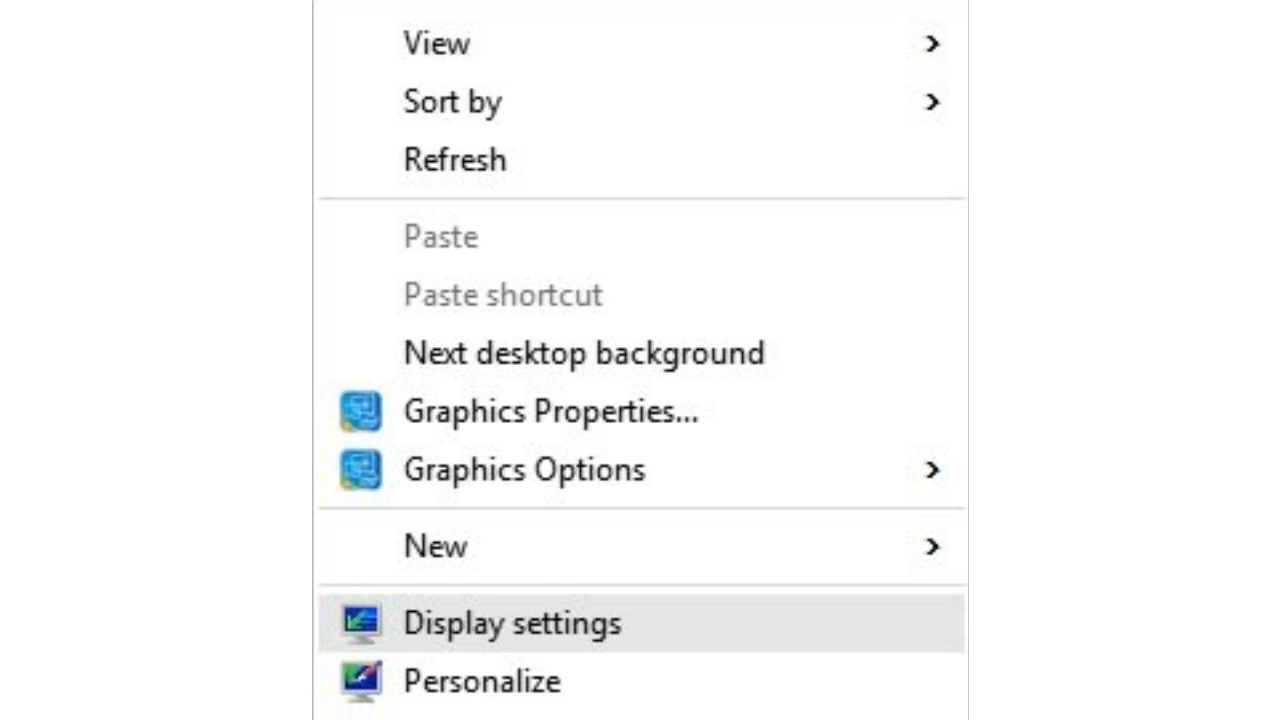 View
Sort by
Refresh
Paste
Paste shortcut
Next desktop background
Graphics Properties...
Graphics Options
New
Display settings
Personalize